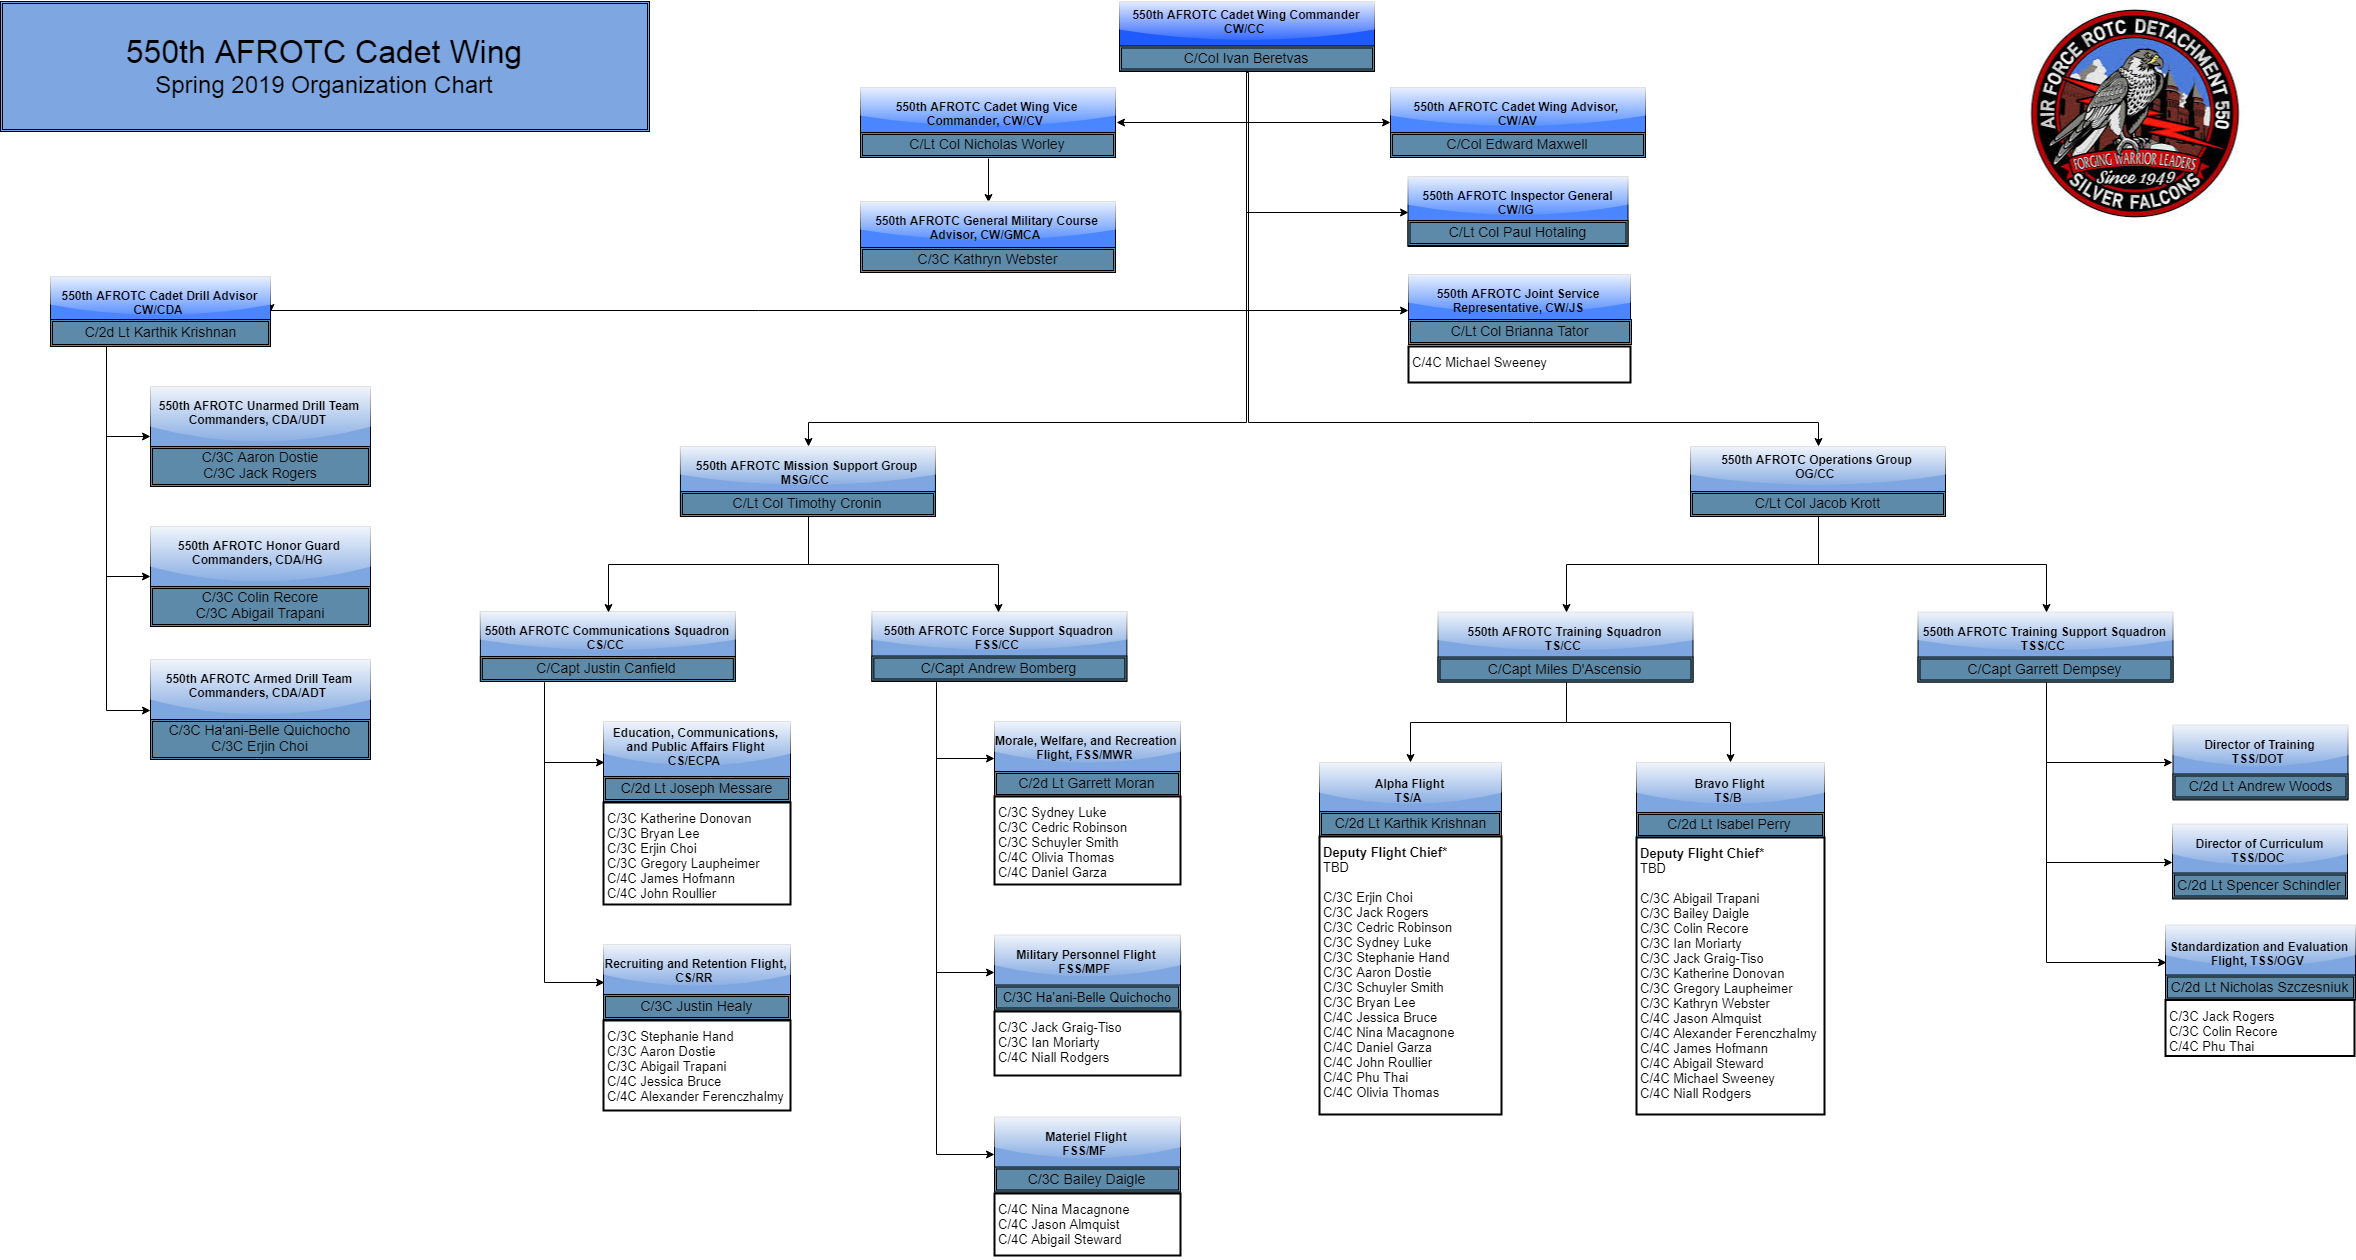 550th AFROTC Cadet Wing
Spring 2019 Organization Chart
550th AFROTC Cadet Wing Commander
CW/CC
C/Col Ivan Beretvas
AIR FORCE ROTC DETACHMENT 550
FORGING WARRIOR LEADERS
Since 1949
SILVER FALCONS
550th AFROTC Cadet Wing Vice
Commander, CW/CV
C/Lt Col Nicholas Worley
550th AFROTC Cadet Wing Advisor,
CW/AV
C/Col Edward Maxwell
550th AFROTC General Military Course
Advisor, CW/GMCA
C/3C Kathryn Webster
550th AFROTC Inspector General
CW/IG
C/Lt Col Paul Hotaling
550th AFROTC Cadet Drill Advisor
CW/CDA
C/2d Lt Karthik Krishnan
550th AFROTC Joint Service
Representative, CW/JS
C/Lt Col Brianna Tator
C/4C Michael Sweeney
550th AFROTC Unarmed Drill Team
Commanders, CDA/UDT
C/3C Aaron Dostie
C/3C Jack Rogers
550th AFROTC Honor Guard
Commanders, CDA/HG
C/3C Colin Recore
C/3C Abigail Trapani
550th AFROTC Armed Drill Team
Commanders, CDA/ADT
C/3C Ha'ani-Belle Quichocho
C/3C Erjin Choi
550th AFROTC Mission Support Group
MSG/CC
C/Lt Col Timothy Cronin
550th AFROTC Operations Group
OG/CC
C/Lt Col Jacob Krott
550th AFROTC Communications Squadron
CS/CC
C/Capt Justin Canfield
550th AFROTC Force Support Squadron
FSS/CC
C/Capt Andrew Bomberg
550th AFROTC Training Squadron
TS/CC
C/Capt Miles D'Ascensio
550th AFROTC Training Support Squadron
TSS/CC
C/Capt Garrett Dempsey
Education, Communications,
and Public Affairs Flight
CS/ECPA
C/2d Lt Joseph Messare
C/3C Katherine Donovan
C/3C Bryan Lee
C/3C Erjin Choi
C/3C Gregory Laupheimer
C/4C James Hofmann
C/4C John Roullier
Recruiting and Retention Flight,
CS/RR
C/3C Justin Healy
C/3C Stephanie Hand
C/3C Aaron Dostie
C/3C Abigail Trapani
C/4C Jessica Bruce
C/4C Alexander Ferenczhalmy
Morale, Welfare, and Recreation
Flight, FSS/MWR
C/2d Lt Garrett Moran
C/3C Sydney Luke
C/3C Cedric Robinson
C/3C Schuyler Smith
C/4C Olivia Thomas
C/4C Daniel Garza
Military Personnel Flight
FSS/MPF
C/3C Ha'ani-Belle Quichocho
C/3C Jack Graig-Tiso
C/3C Ian Moriarty
C/4C Niall Rodgers
Materiel Flight
FSS/MF
C/3C Bailey Daigle
C/4C Nina Macagnone
C/4C Jason Almquist
C/4C Abigail Steward
Alpha Flight
TS/A
C/2d Lt Karthik Krishnan
Deputy Flight Chief*
TBD
C/3C Erjin Choi
C/3C Jack Rogers
C/3C Cedric Robinson
C/3C Sydney Luke
C/3C Stephanie Hand
C/3C Aaron Dostie
C/3C Schuyler Smith
C/3C Bryan Lee
C/4C Jessica Bruce
C/4C Nina Macagnone
C/4C Daniel Garza
C/4C John Roullier
C/4C Phu Thai
C/4C Olivia Thomas
Bravo Flight
TS/B
C/2d Lt Isabel Perry
Deputy Flight Chief*
TBD
C/3C Abigail Trapani
C/3C Bailey Daigle
C/3C Colin Recore
C/3C Ian Moriarty
C/3C Jack Graig-Tiso
C/3C Katherine Donovan
C/3C Gregory Laupheimer
C/3C Kathryn Webster
C/4C Jason Almquist
C/4C Alexander Ferenczhalmy
C/4C James Hofmann
C/4C Abigail Steward
C/4C Michael Sweeney
C/4C Niall Rodgers
Director of Training
TSS/DOT
C/2d Lt Andrew Woods
Director of Curriculum
TSS/DOC
C/2d Lt Spencer Schindler
Standardization and Evaluation
Flight, TSS/OGV
C/2d Lt Nicholas Szczesniuk
C/3C Jack Rogers
C/3C Colin Recore
C/4C Phu Thai